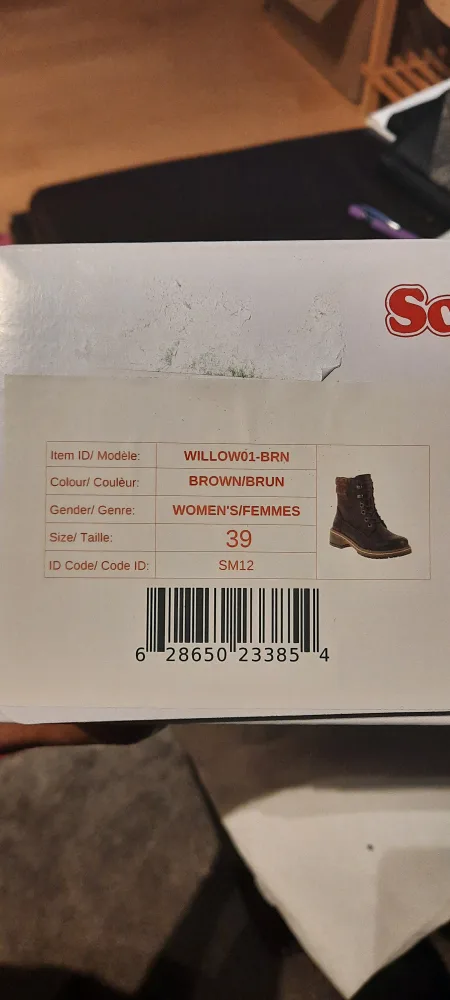 Item ID/ Modèle: WILLOW01-BRN
Colour/ Couleur: BROWN/BRUN
Gender/ Genre: WOMEN'S/FEMMES
Size/ Taille: 39
ID Code/ Code ID: SM12
6 28650 23385 4